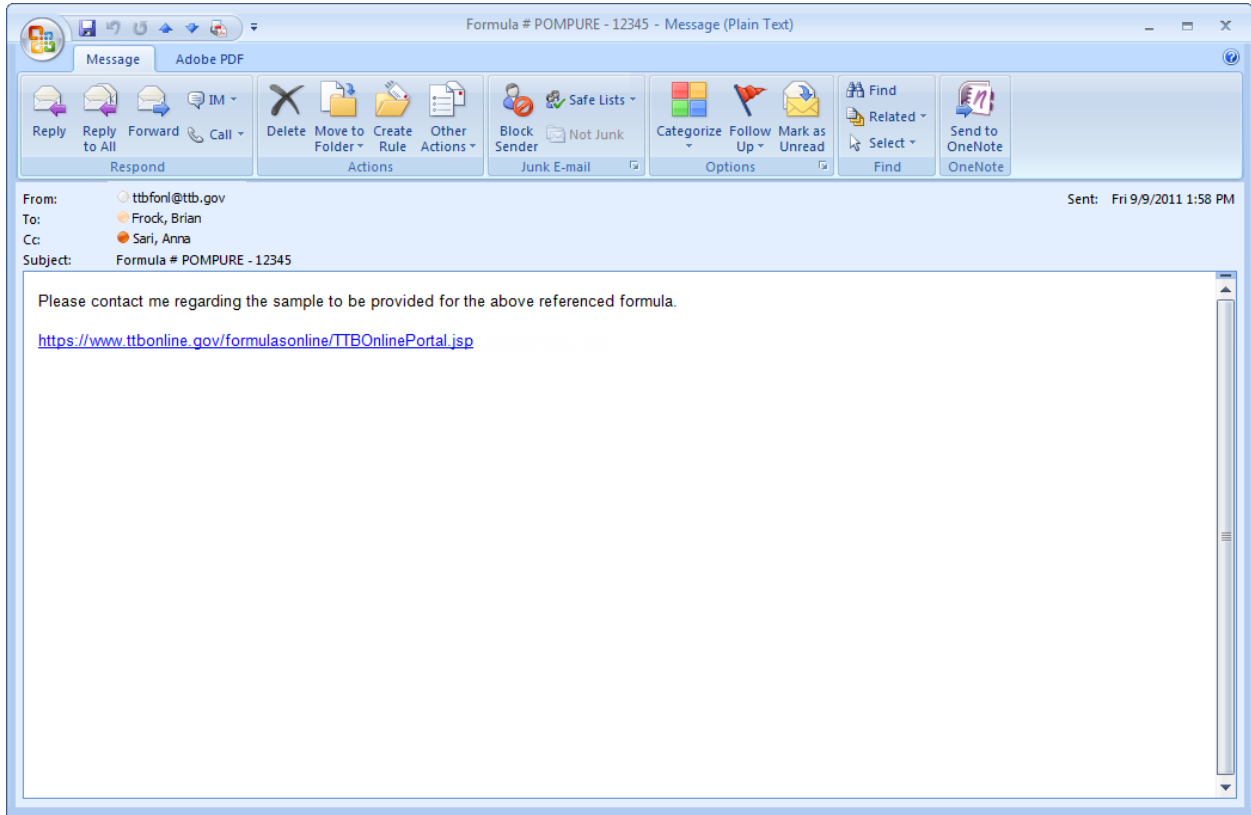 Formula # POMPURE - 12345 - Message (Plain Text)
Message Adobe PDF
Reply Reply to All Forward IM Call
Delete Move to Folder Create Rule Other Actions
Block Sender Safe Lists Not Junk
Categorize Follow Up Mark as Unread
Find Related Select
Send to OneNote
Respond Actions Junk E-mail Options Find OneNote
From: ttbfonl@ttb.gov Sent: Fri 9/9/2011 1:58 PM
To: Frock, Brian
Cc: Sari, Anna
Subject: Formula # POMPURE - 12345
Please contact me regarding the sample to be provided for the above referenced formula.
https://www.ttbonline.gov/formulasonline/TTBOnlinePortal.jsp